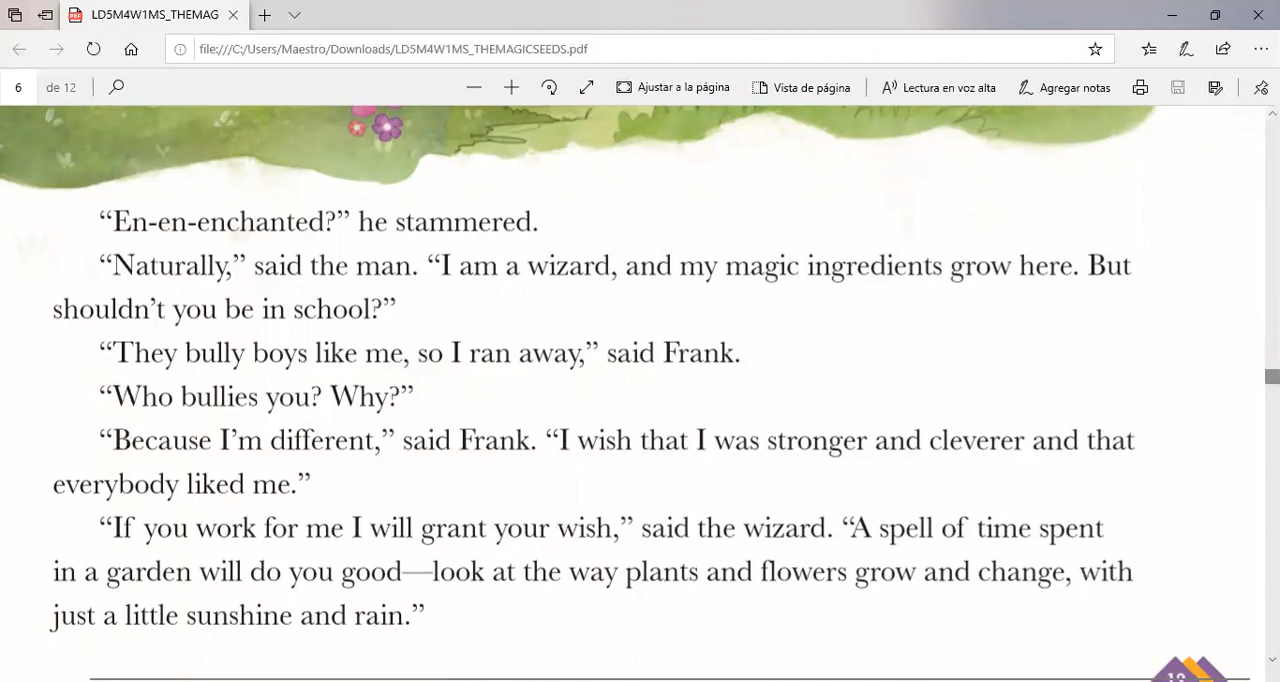 LD5M4W1MS_THEMAG
file:///C:/Users/Maestro/Downloads/LD5M4W1MS_THEMAGICSEEDS.pdf
6 de 12 Ajustar a la página Vista de página Lectura en voz alta Agregar notas
“En-en-enchanted?” he stammered.
“Naturally,” said the man. “I am a wizard, and my magic ingredients grow here. But
shouldn’t you be in school?”
“They bully boys like me, so I ran away,” said Frank.
“Who bullies you? Why?”
“Because I’m different,” said Frank. “I wish that I was stronger and cleverer and that
everybody liked me.”
“If you work for me I will grant your wish,” said the wizard. “A spell of time spent
in a garden will do you good—look at the way plants and flowers grow and change, with
just a little sunshine and rain.”